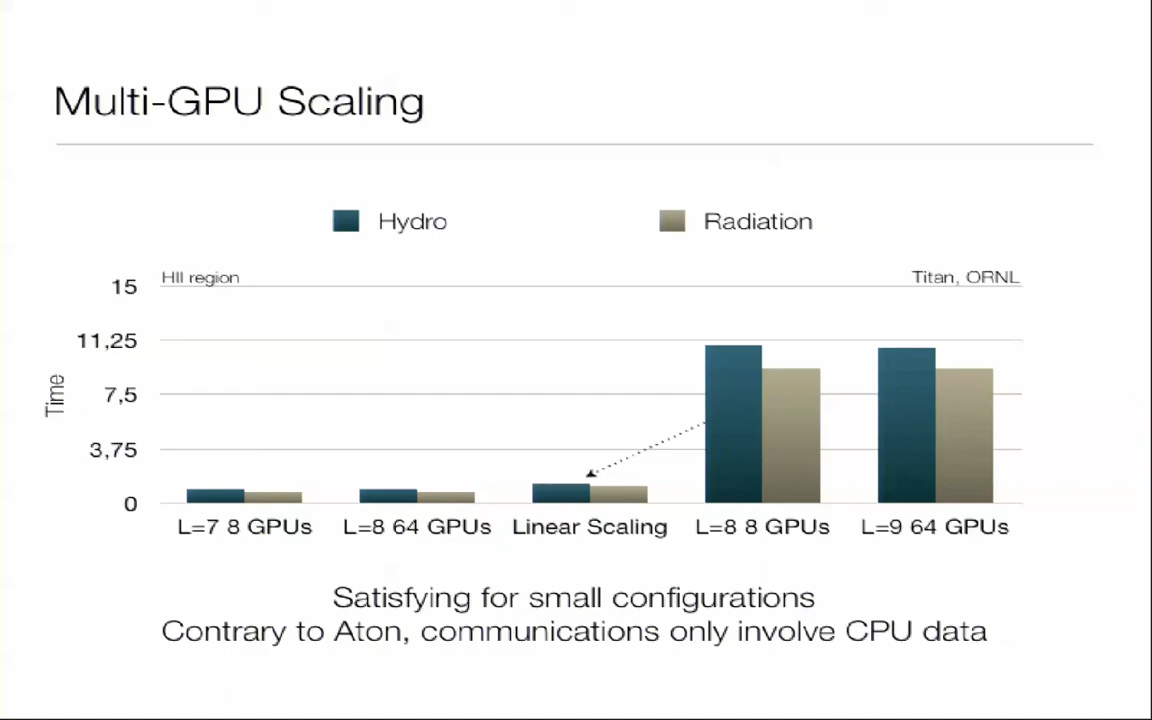 Multi-GPU Scaling
Hydro
Radiation
HII region
Titan, ORNL
15
11,25
7,5
3,75
0
Time
L=7 8 GPUs
L=8 64 GPUs
Linear Scaling
L=8 8 GPUs
L=9 64 GPUs
Satisfying for small configurations
Contrary to Aton, communications only involve CPU data